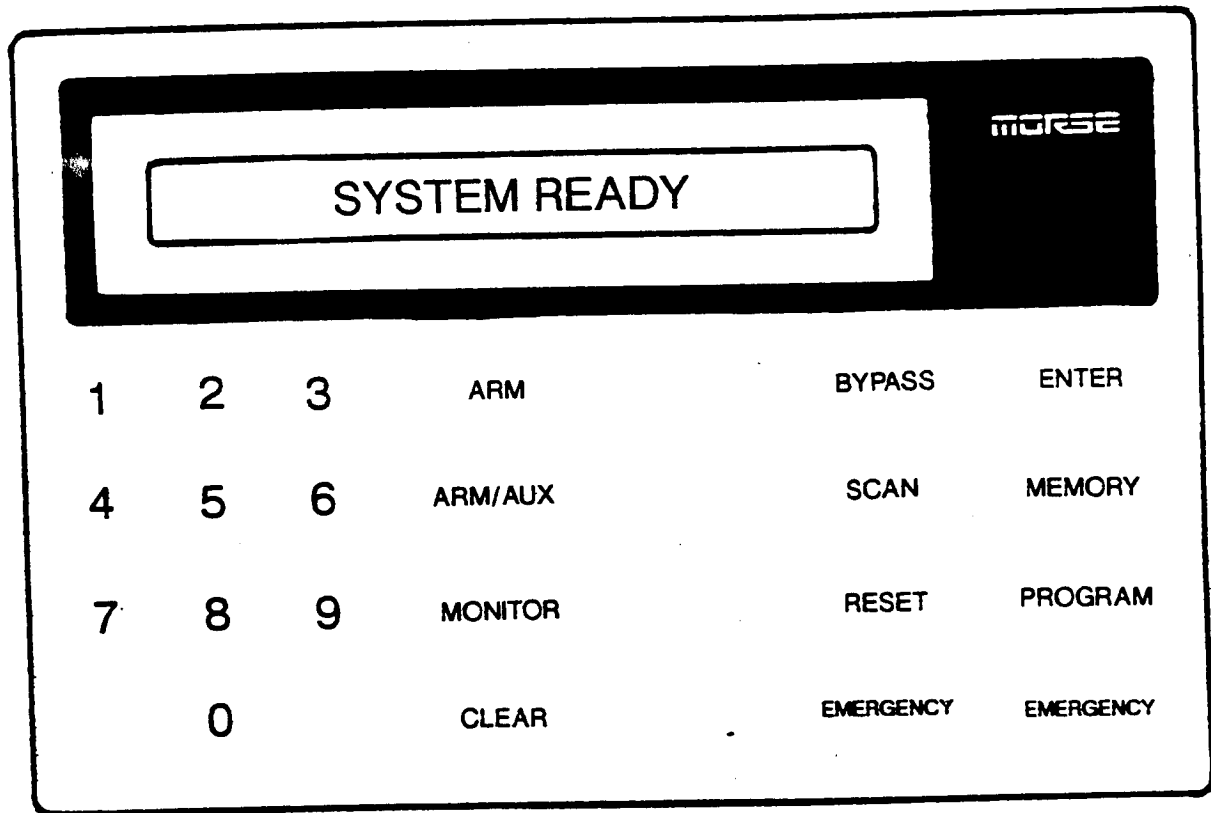 MORSE
SYSTEM READY
1 2 3 ARM BYPASS ENTER
4 5 6 ARM/AUX SCAN MEMORY
7 8 9 MONITOR RESET PROGRAM
0 CLEAR EMERGENCY EMERGENCY